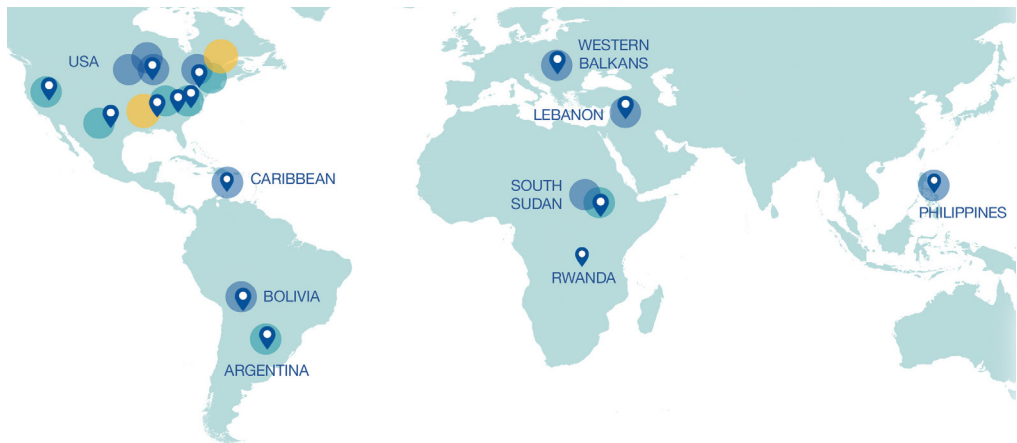 USA
WESTERN
BALKANS
LEBANON
CARIBBEAN
SOUTH
SUDAN
PHILIPPINES
RWANDA
BOLIVIA
ARGENTINA